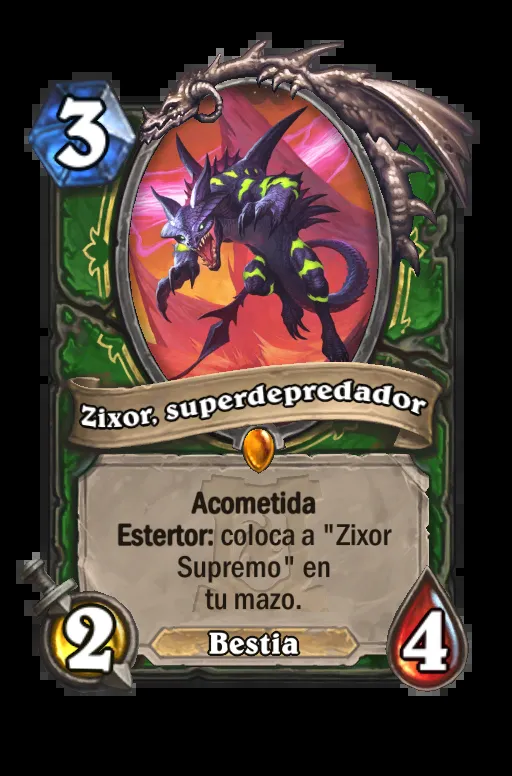 3
Zixor, superdepredador
Acometida
Estertor: coloca a "Zixor
Supremo" en
tu mazo.
2
Bestia
4